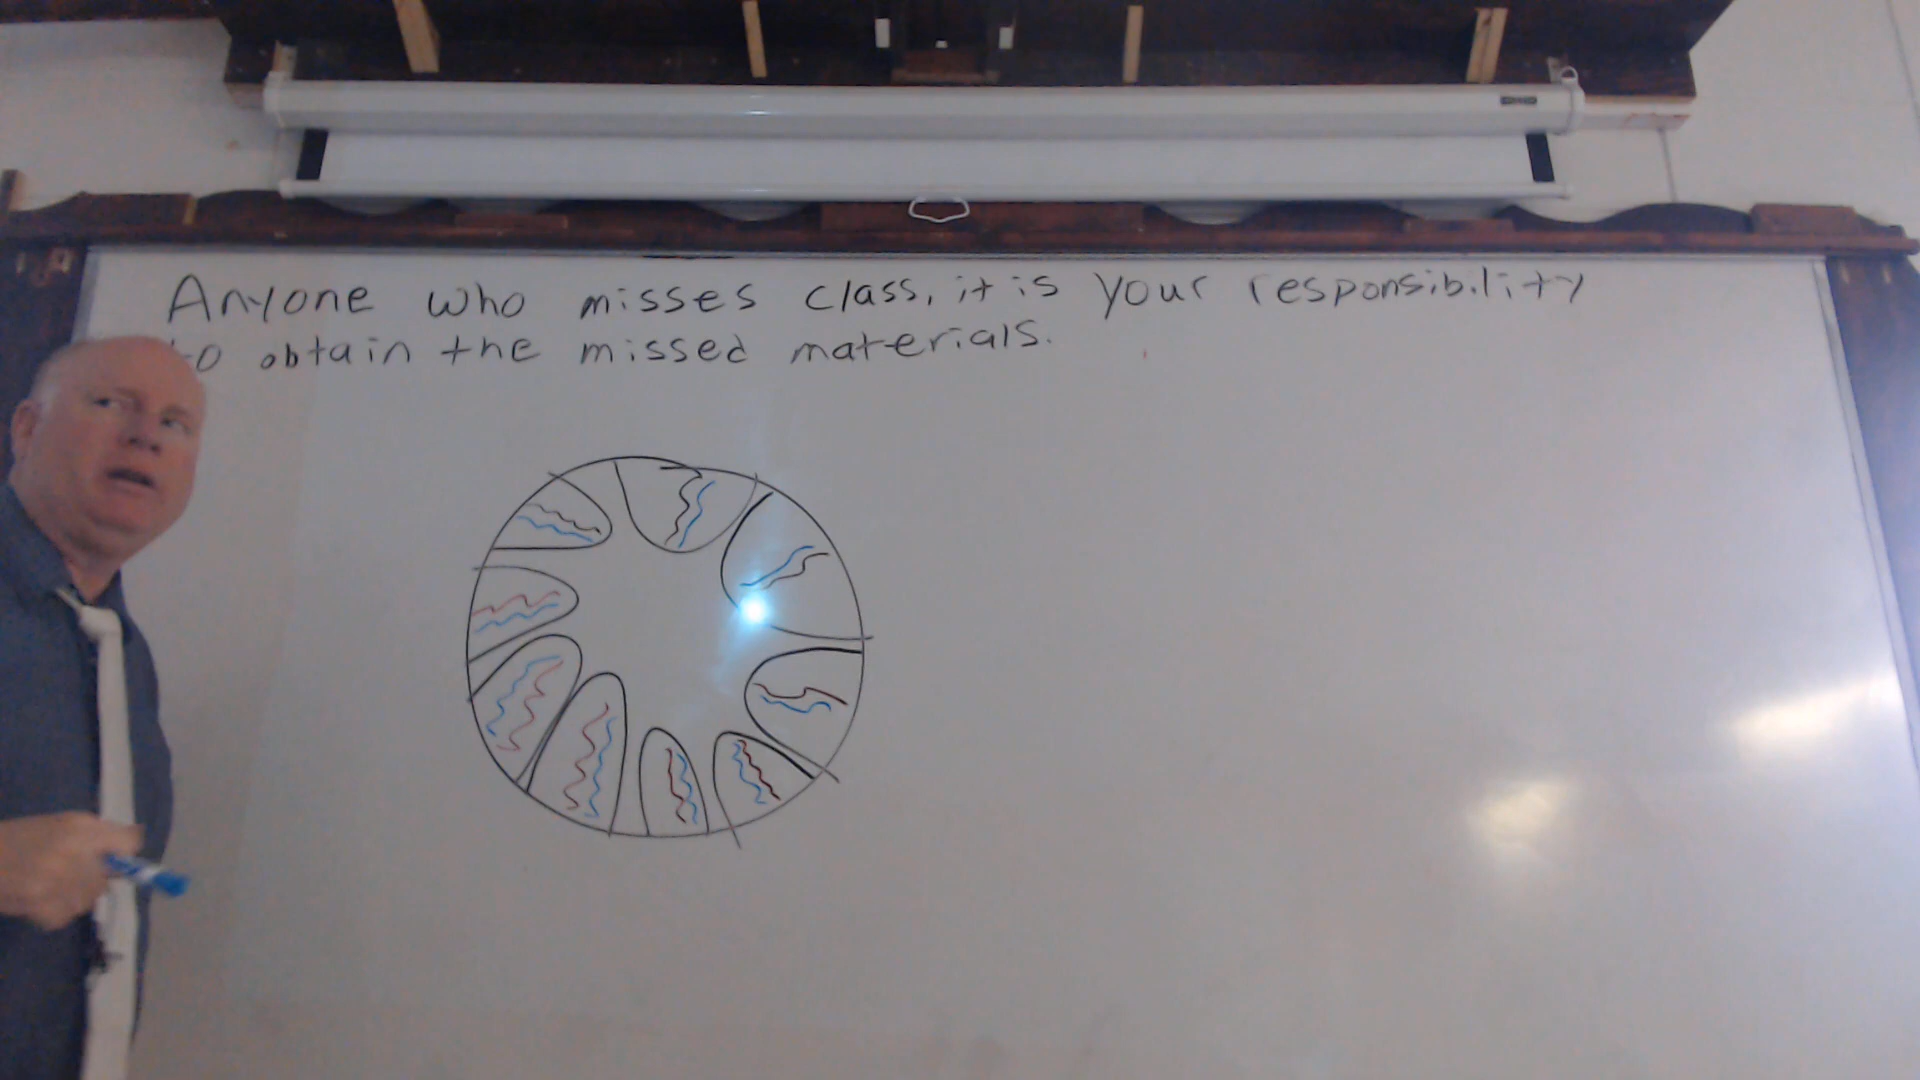 Anyone who misses class, it is your responsibility
to obtain the missed materials.